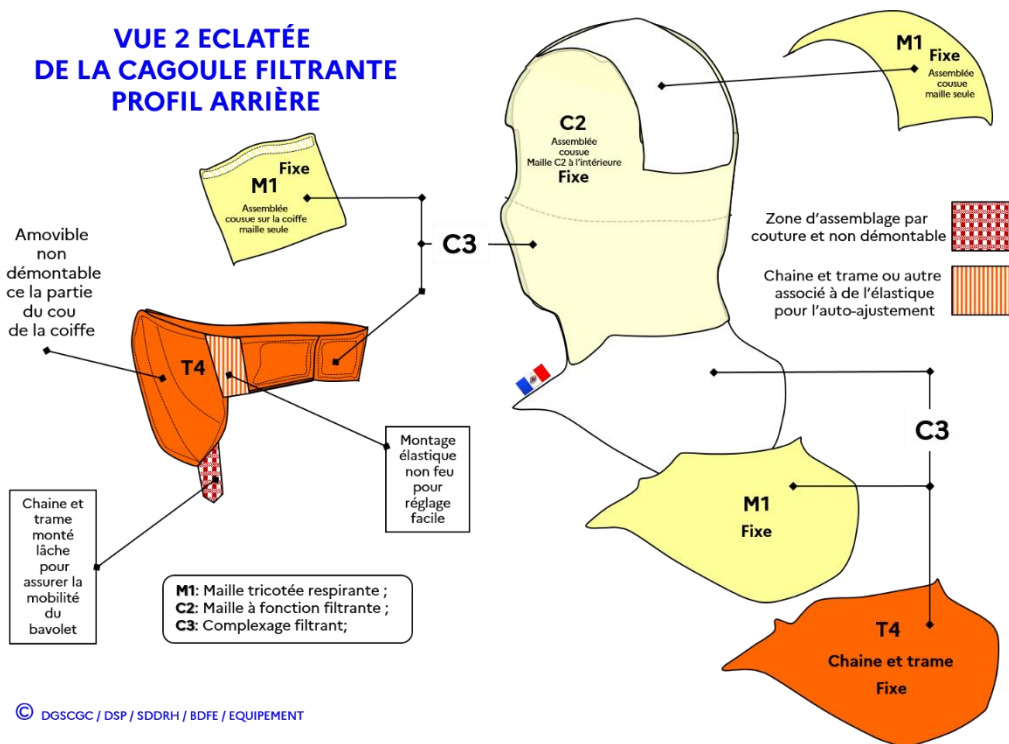 VUE 2 ECLATÉE
DE LA CAGOULE FILTRANTE
PROFIL ARRIÈRE
M1
Fixe
Assemblée
cousue
maille seule
C2
Assemblée
cousue
Maille C2 à l'intérieure
Fixe
Fixe
M1
Assemblée
cousue sur la coiffe
maille seule
C3
Zone d'assemblage par
couture et non démontable
Chaine et trame ou autre
associé à de l'élastique
pour l'auto-ajustement
Amovible
non
démontable
ce la partie
du cou
de la coiffe
T4
C3
Montage
élastique
non feu
pour
réglage
facile
Chaine et
trame
monté
lâche
pour
assurer la
mobilité
du
bavolet
M1
Fixe
M1: Maille tricotée respirante ;
C2: Maille à fonction filtrante ;
C3: Complexage filtrant;
T4
Chaine et trame
Fixe
© DGSCGC / DSP / SDDRH / BDFE / EQUIPEMENT